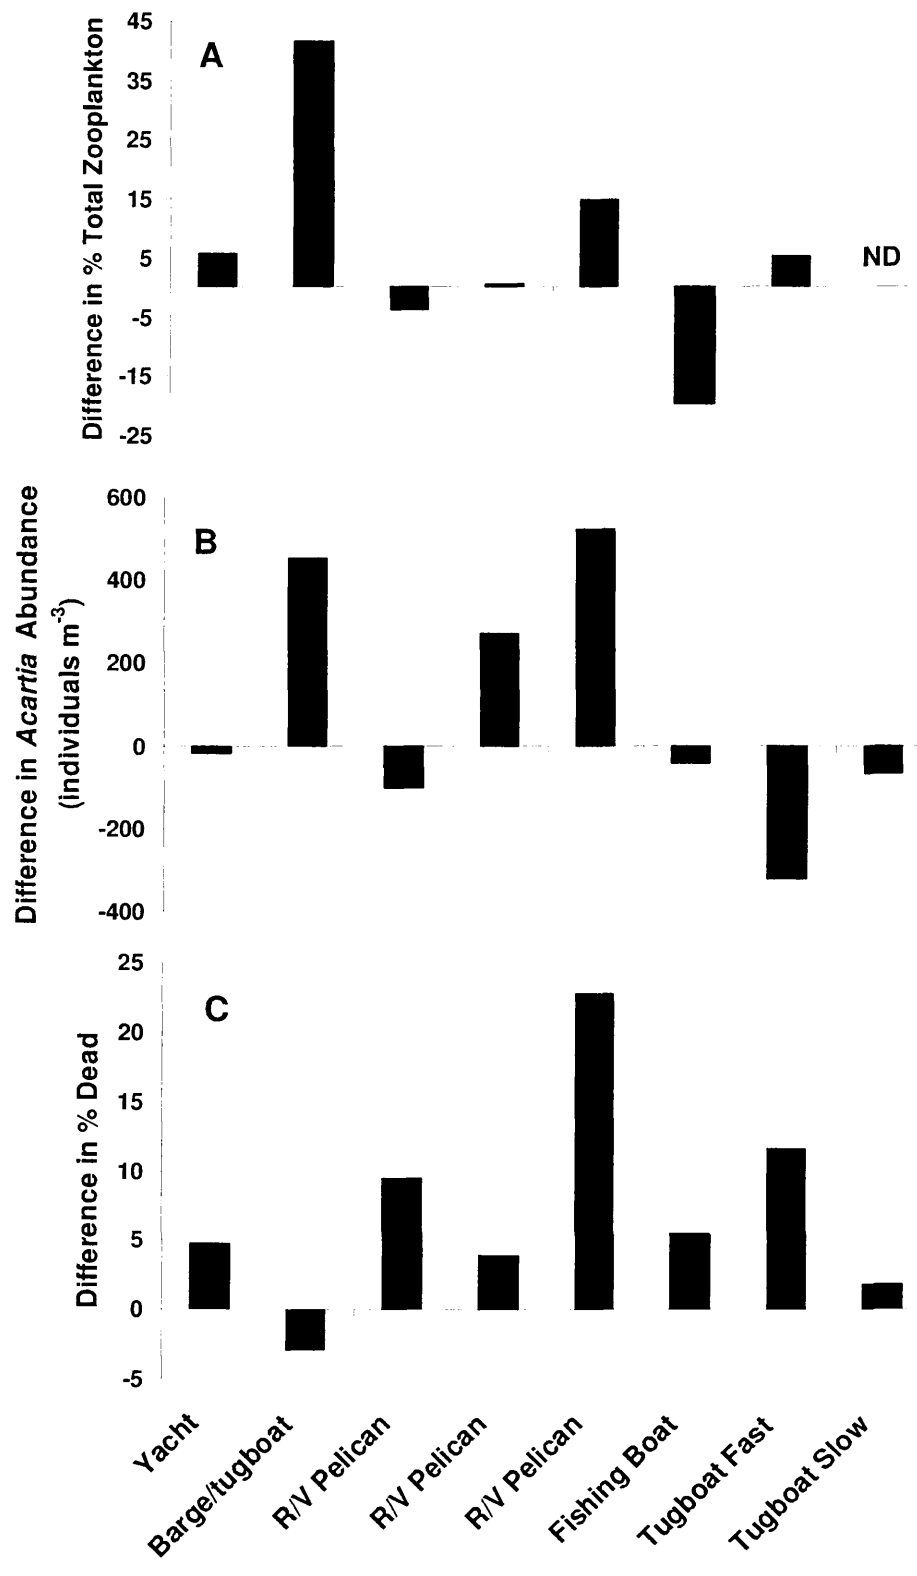 A
Difference in % Total Zooplankton
45
35
25
15
5
-5
-15
-25
ND
B
Difference in Acartia Abundance
(individuals m-3)
600
400
200
0
-200
-400
C
Difference in % Dead
25
20
15
10
5
0
-5
Yacht
Barge/tugboat
R/V Pelican
R/V Pelican
R/V Pelican
Fishing Boat
Tugboat Fast
Tugboat Slow